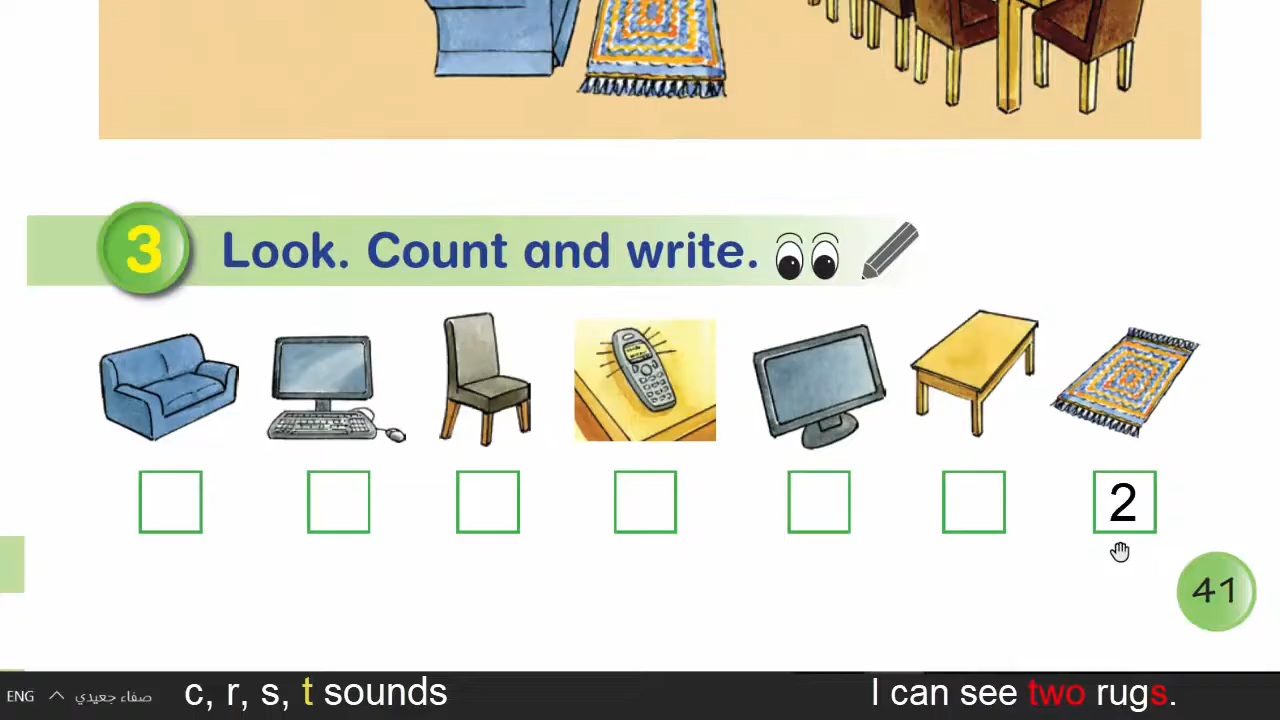 3 Look. Count and write.
2
41
ENG صفاء جعيدي c, r, s, t sounds I can see two rugs.